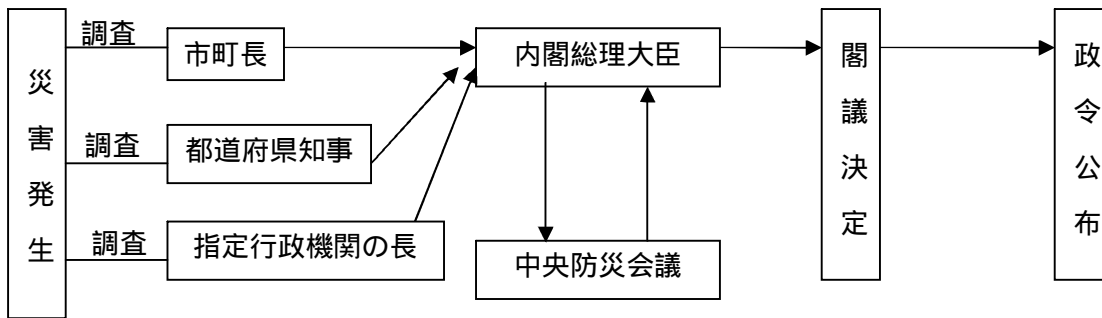 災害発生
調査
市町長
調査
都道府県知事
調査
指定行政機関の長
内閣総理大臣
中央防災会議
閣議決定
政令公布